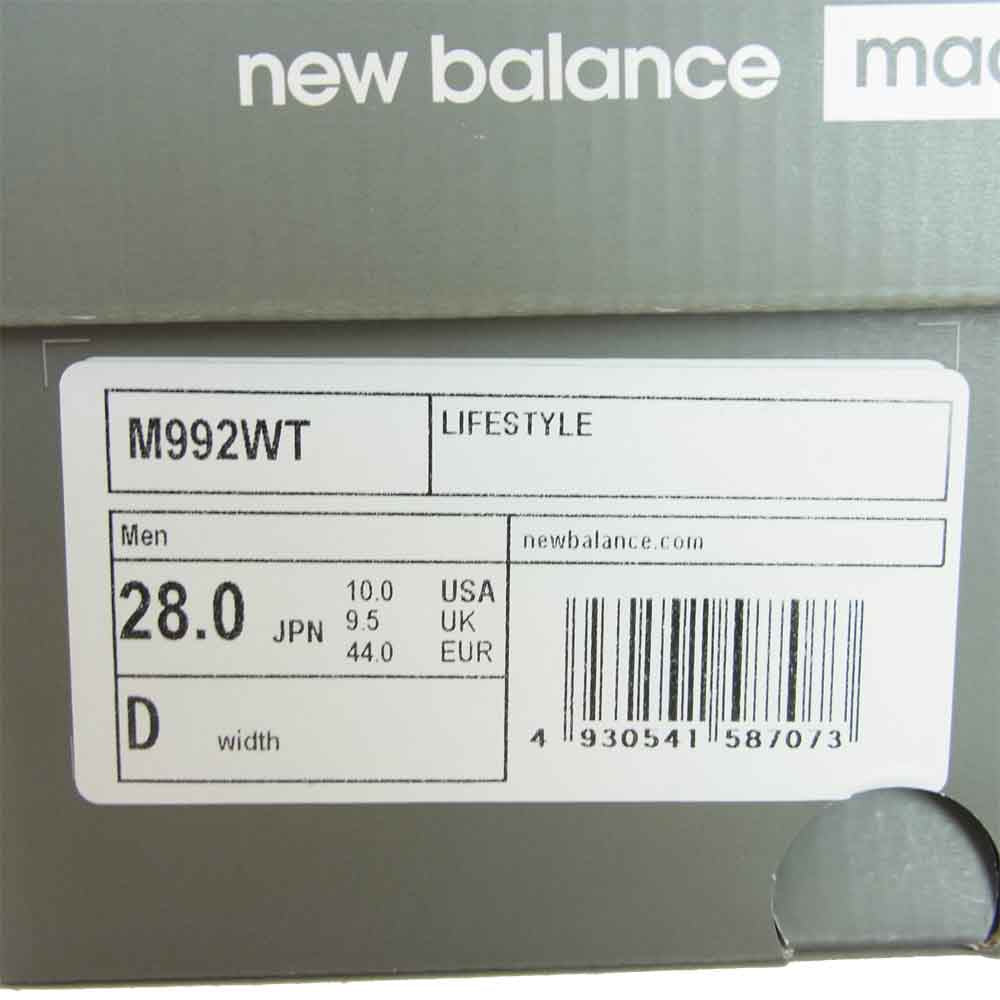 new balance
M992WT LIFESTYLE
Men newbalance.com
28.0 JPN 10.0 USA
9.5 UK
44.0 EUR
D width
4 930541 587073